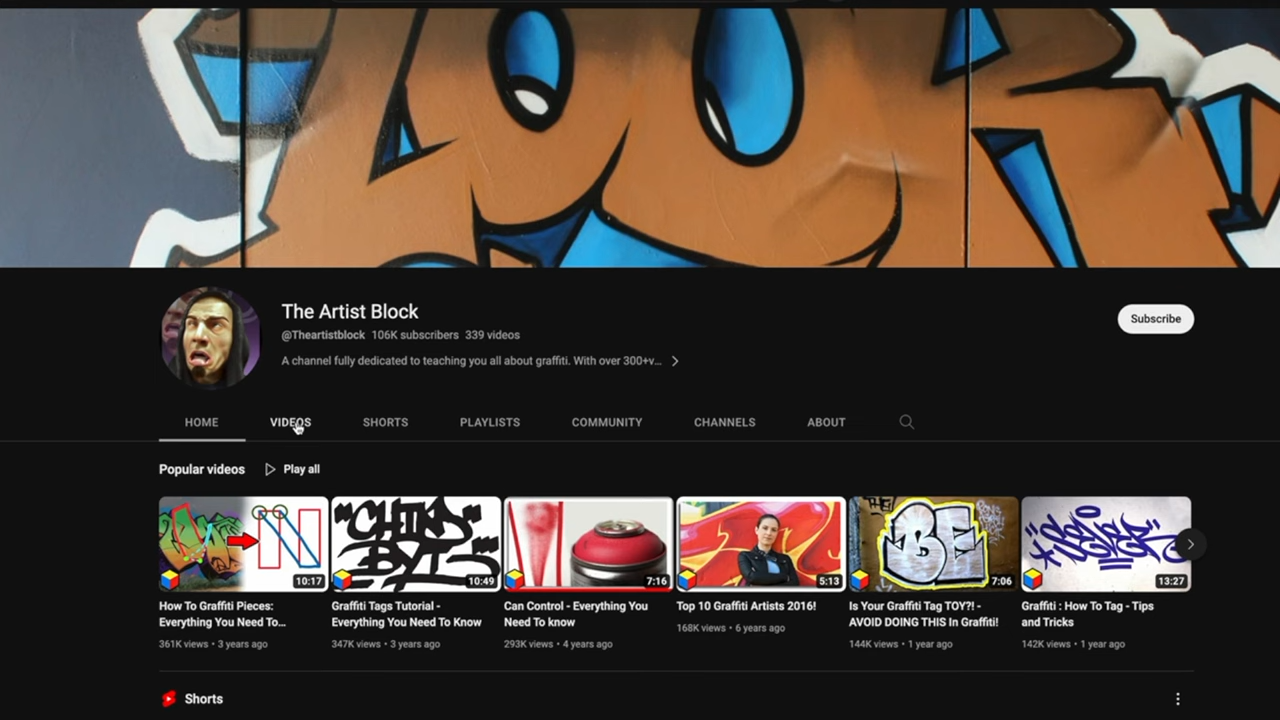 The Artist Block
@Theartistblock 106K subscribers 339 videos
A channel fully dedicated to teaching you all about graffiti. With over 300+v...
Subscribe
HOME VIDEOS SHORTS PLAYLISTS COMMUNITY CHANNELS ABOUT
Popular videos Play all
10:17
10:49
7:16
5:13
BE
7:06
13:27
How To Graffiti Pieces:
Everything You Need To...
361K views • 3 years ago
Graffiti Tags Tutorial -
Everything You Need To Know
347K views • 3 years ago
Can Control - Everything You
Need To know
293K views • 4 years ago
Top 10 Graffiti Artists 2016!
168K views • 6 years ago
Is Your Graffiti Tag TOY?! -
AVOID DOING THIS In Graffiti!
144K views • 1 year ago
Graffiti : How To Tag - Tips
and Tricks
142K views • 1 year ago
Shorts